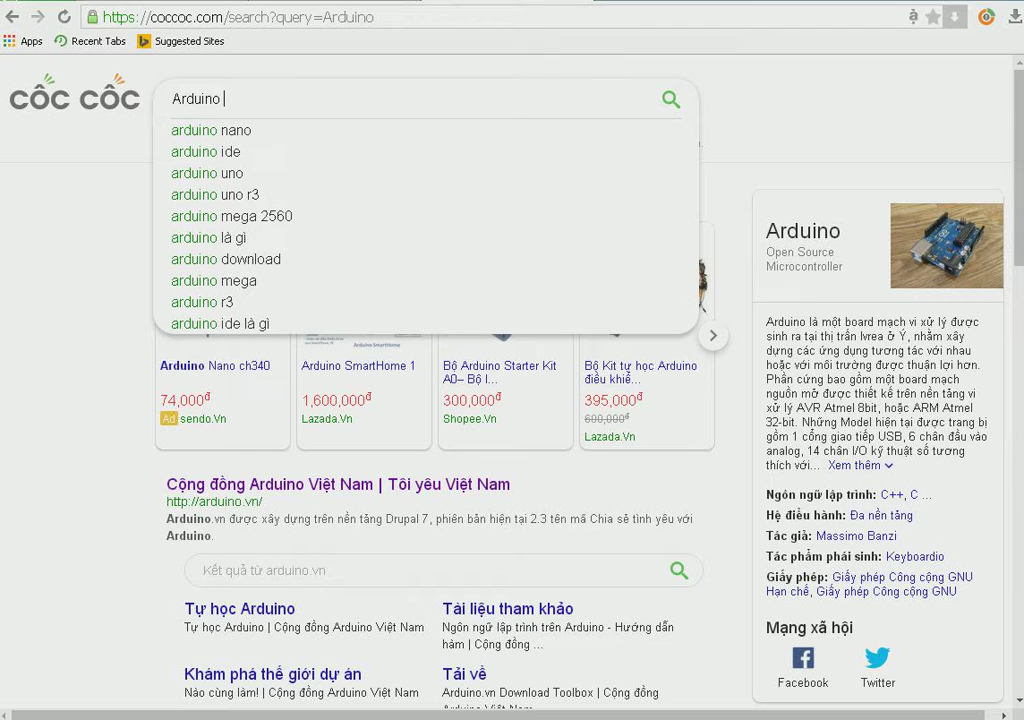 https://coccoc.com/search?query=Arduino
Apps
Recent Tabs
Suggested Sites
cốc cốc
Arduino
arduino nano
arduino ide
arduino uno
arduino uno r3
arduino mega 2560
arduino là gì
arduino download
arduino mega
arduino r3
arduino ide là gì
Arduino SmartHome
Arduino Nano ch340
74,000đ
Ad sendo.Vn
Arduino SmartHome 1
1,600,000đ
Lazada.Vn
Bộ Arduino Starter Kit
A0– Bộ l...
300,000đ
Shopee.Vn
Bộ Kit tự học Arduino
điều khiể...
395,000đ
600,000đ
Lazada.Vn
Cộng đồng Arduino Việt Nam | Tôi yêu Việt Nam
http://arduino.vn/
Arduino.vn được xây dựng trên nền tảng Drupal 7, phiên bản hiện tại 2.3 tên mã Chia sẻ tình yêu với
Arduino.
Kết quả từ arduino.vn
Tự học Arduino
Tự học Arduino | Cộng đồng Arduino Việt Nam
Tài liệu tham khảo
Ngôn ngữ lập trình trên Arduino - Hướng dẫn
hàm | Cộng đồng ...
Khám phá thế giới dự án
Nào cùng làm! | Cộng đồng Arduino Việt Nam
Tải về
Arduino.vn Download Toolbox | Cộng đồng
Arduino
Open Source
Microcontroller
Arduino là một board mạch vi xử lý được
sinh ra tại thị trấn Ivrea ở Ý, nhằm xây
dựng các ứng dụng tương tác với nhau
hoặc với môi trường được thuận lợi hơn.
Phần cứng bao gồm một board mạch
nguồn mở được thiết kế trên nền tảng vi
xử lý AVR Atmel 8bit, hoặc ARM Atmel
32-bit. Những Model hiện tại được trang bị
gồm 1 cổng giao tiếp USB, 6 chân đầu vào
analog, 14 chân I/O kỹ thuật số tương
thích với... Xem thêm
Ngôn ngữ lập trình: C++, C ...
Hệ điều hành: Đa nền tảng
Tác giả: Massimo Banzi
Tác phẩm phái sinh: Keyboardio
Giấy phép: Giấy phép Công cộng GNU
Hạn chế, Giấy phép Công cộng GNU
Mạng xã hội
Facebook
Twitter